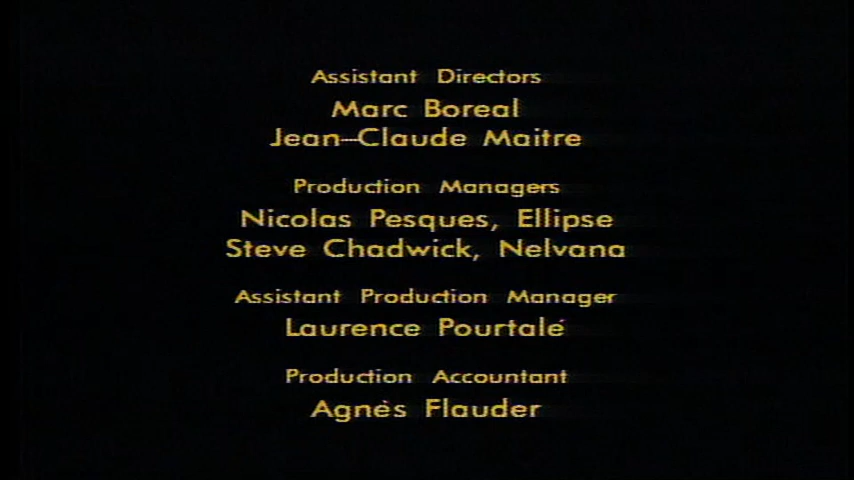 Assistant Directors
Marc Boreal
Jean-Claude Maitre
Production Managers
Nicolas Pesques, Ellipse
Steve Chadwick, Nelvana
Assistant Production Manager
Laurence Pourtalé
Production Accountant
Agnès Flauder